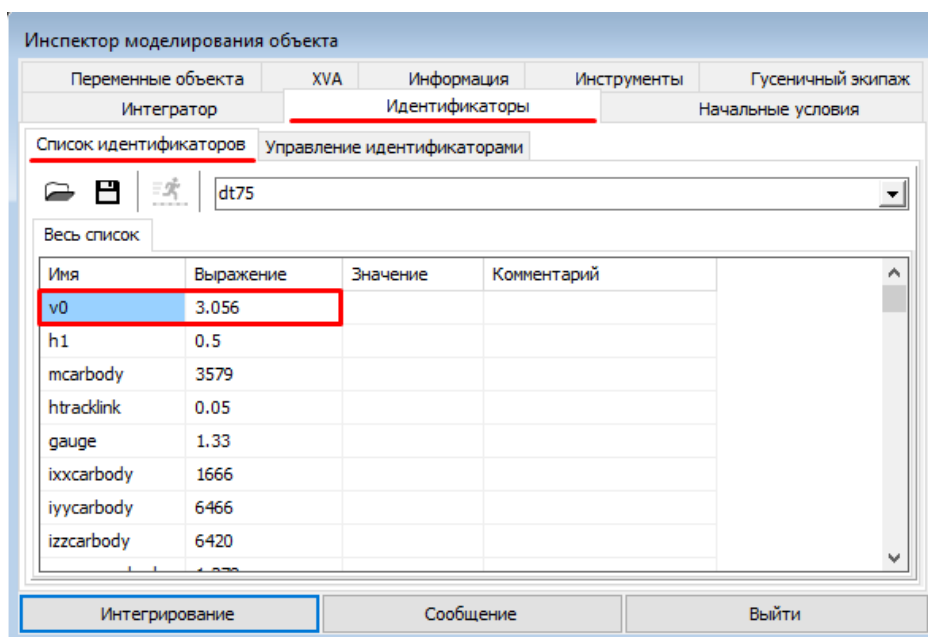 Инспектор моделирования объекта
Переменные объекта XVA Информация Инструменты Гусеничный экипаж
Интегратор Идентификаторы Начальные условия
Список идентификаторов Управление идентификаторами
dt75
Весь список
Имя Выражение Значение Комментарий
v0 3.056
h1 0.5
mcarbody 3579
htracklink 0.05
gauge 1.33
ixxcarbody 1666
iyycarbody 6466
izzcarbody 6420
Интегрирование Сообщение Выйти